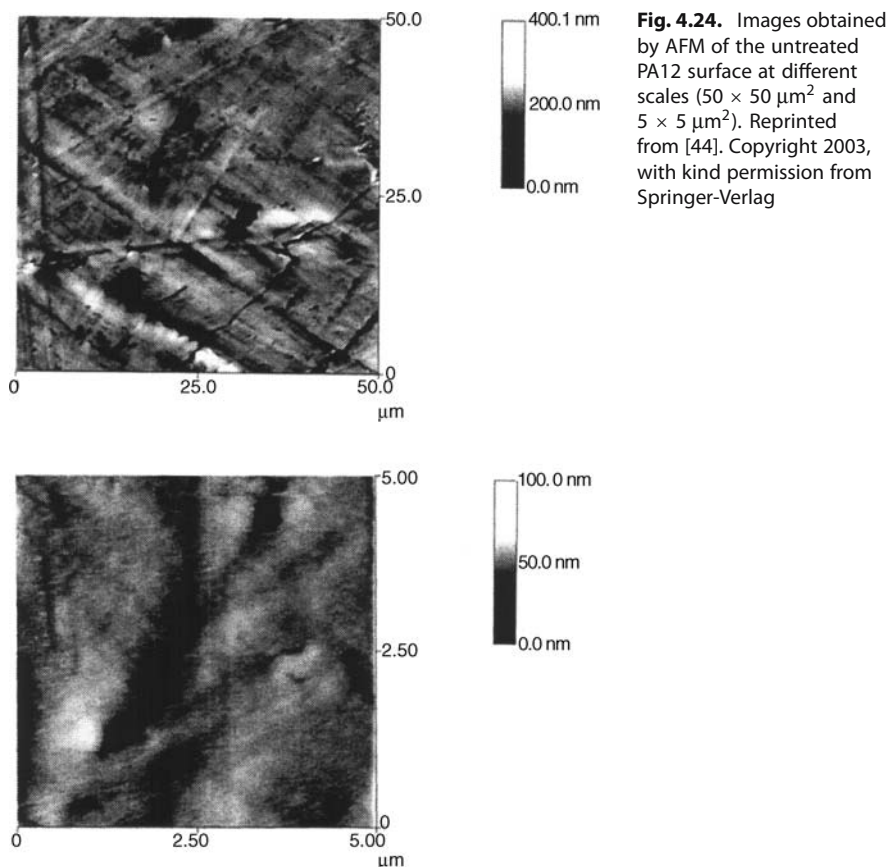 50.0
25.0
0
0
25.0
50.0
μm
400.1 nm
200.0 nm
0.0 nm
Fig. 4.24. Images obtained
by AFM of the untreated
PA12 surface at different
scales (50 × 50 μm² and
5 × 5 μm²). Reprinted
from [44]. Copyright 2003,
with kind permission from
Springer-Verlag
5.00
2.50
0
0
2.50
5.00
μm
100. 0 nm
50.0 nm
0.0 nm